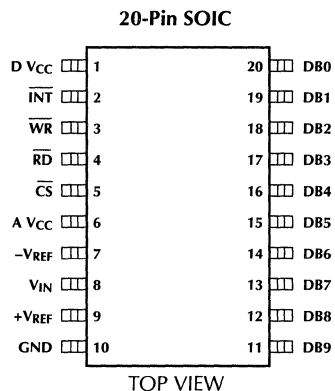 20-Pin SOIC
D VCC 1 20 DB0
INT 2 19 DB1
WR 3 18 DB2
RD 4 17 DB3
CS 5 16 DB4
A VCC 6 15 DB5
–VREF 7 14 DB6
VIN 8 13 DB7
+VREF 9 12 DB8
GND 10 11 DB9
TOP VIEW